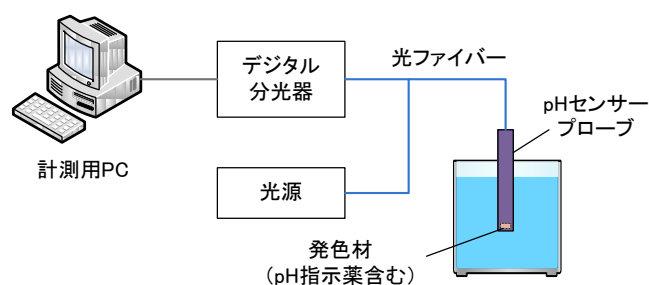 デジタル
分光器
光ファイバー
pHセンサー
プローブ
計測用PC
光源
発色材
（pH指示薬含む）